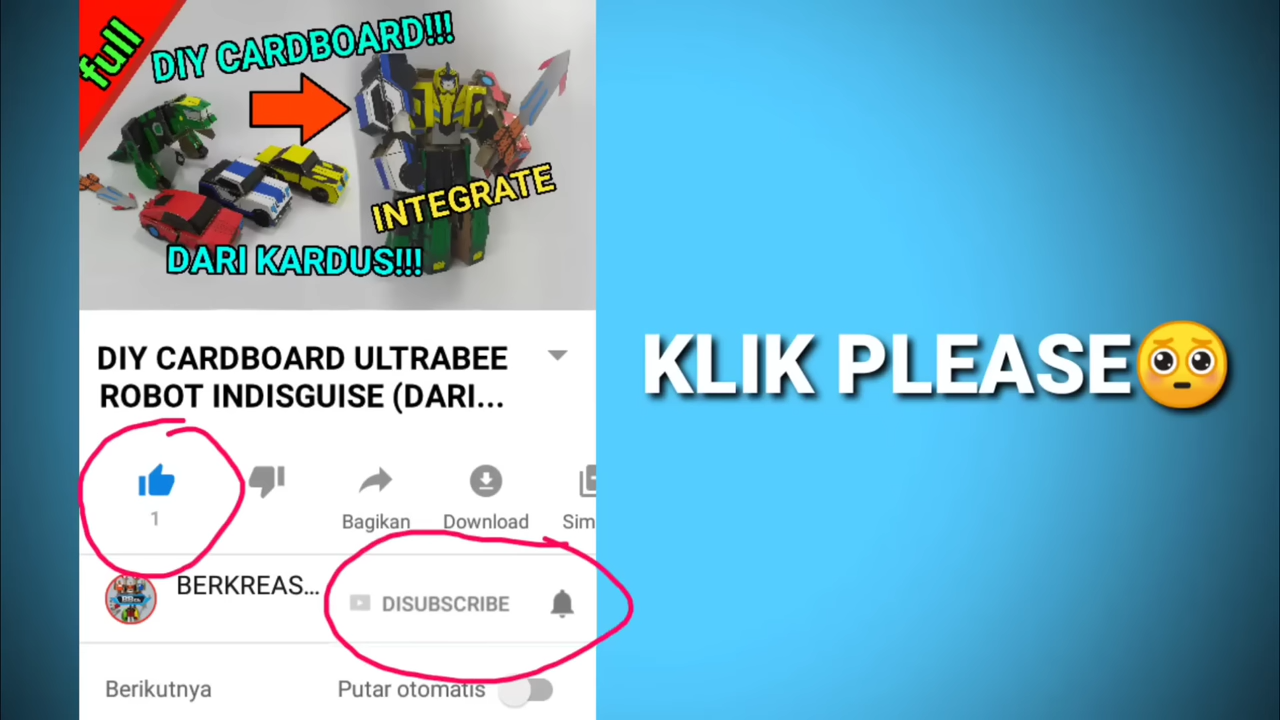 full
DIY CARDBOARD!!!
INTEGRATE
DARI KARDUS!!!
DIY CARDBOARD ULTRABEE
ROBOT INDISGUISE (DARI...
1
Bagikan
Download
Sim
BERKREAS...
DISUBSCRIBE
Berikutnya
Putar otomatis
KLIK PLEASE🥺